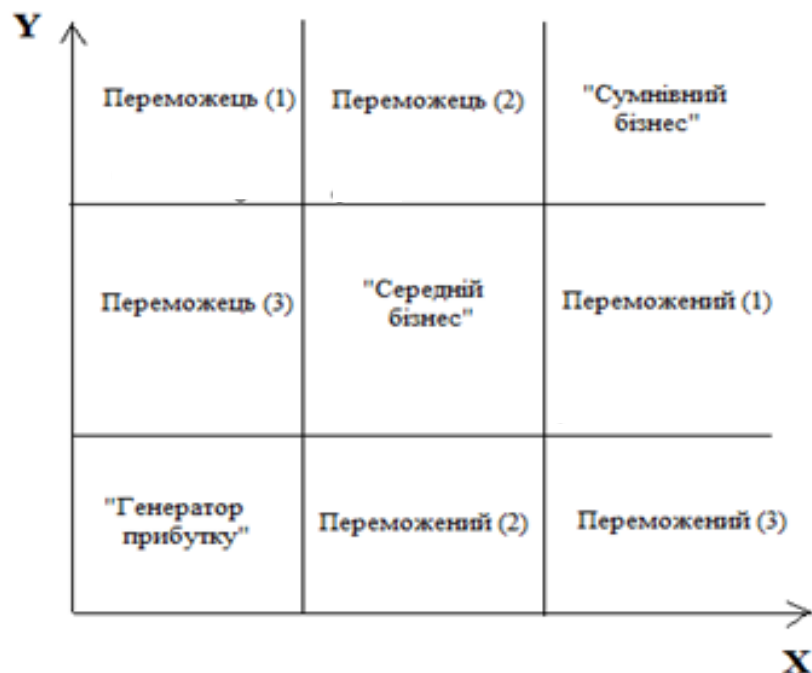 Y
Переможець (1)
Переможець (2)
"Сумнівний
бізнес"
Переможець (3)
"Середній
бізнес"
Переможений (1)
"Генератор
прибутку"
Переможений (2)
Переможений (3)
X